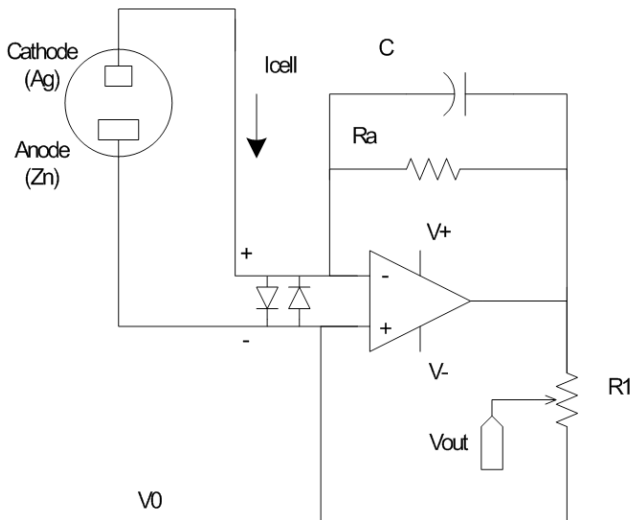 Cathode
(Ag)
Anode
(Zn)
Icell
C
Ra
+
-
-
+
V+
V-
R1
Vout
V0